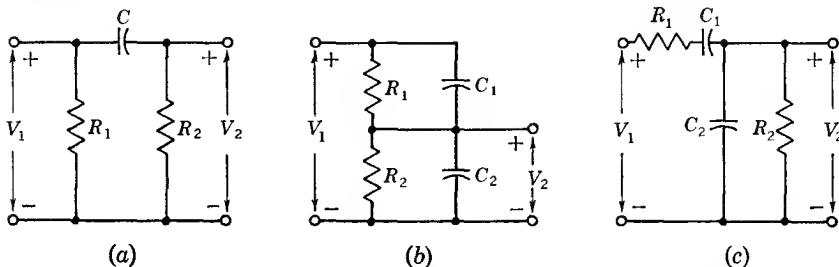 C
+
+
V₁
R₁
R₂
V₂
−
−
(a)
+
R₁
C₁
V₁
+
R₂
C₂
V₂
−
−
(b)
R₁
C₁
+
+
V₁
C₂
R₂
V₂
−
−
(c)